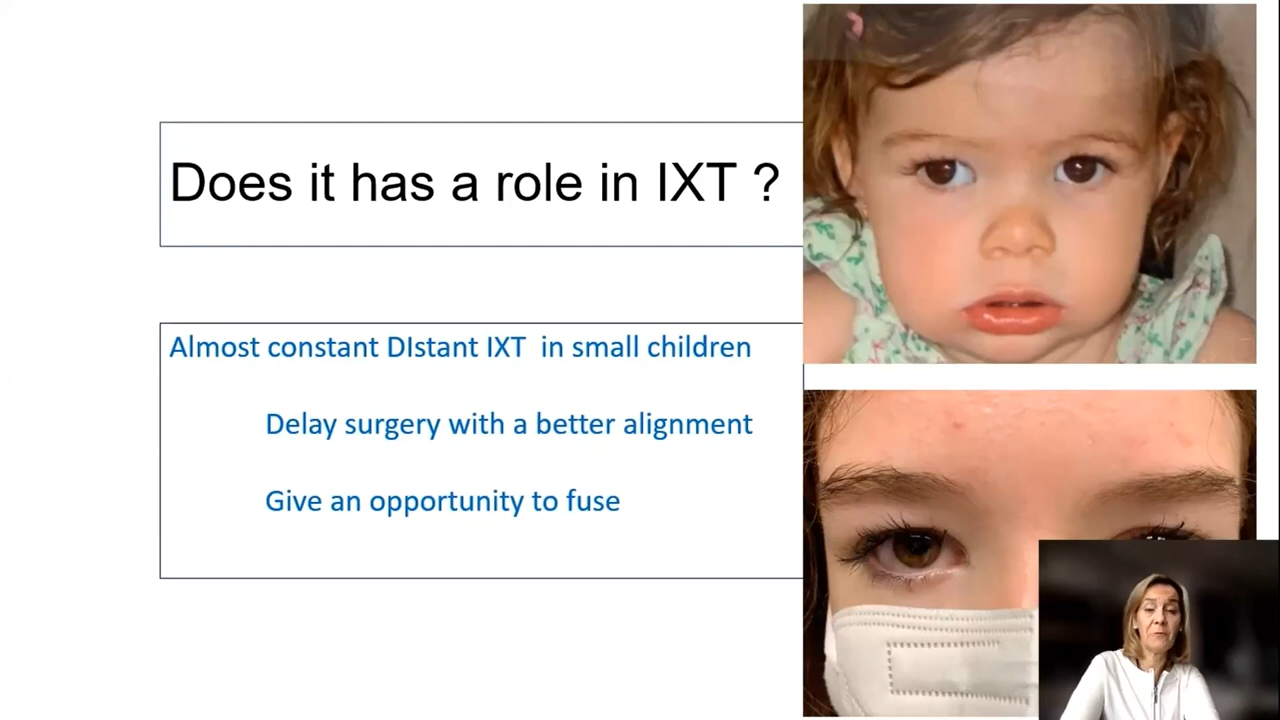 Does it has a role in IXT ?
Almost constant DIstant IXT in small children
Delay surgery with a better alignment
Give an opportunity to fuse